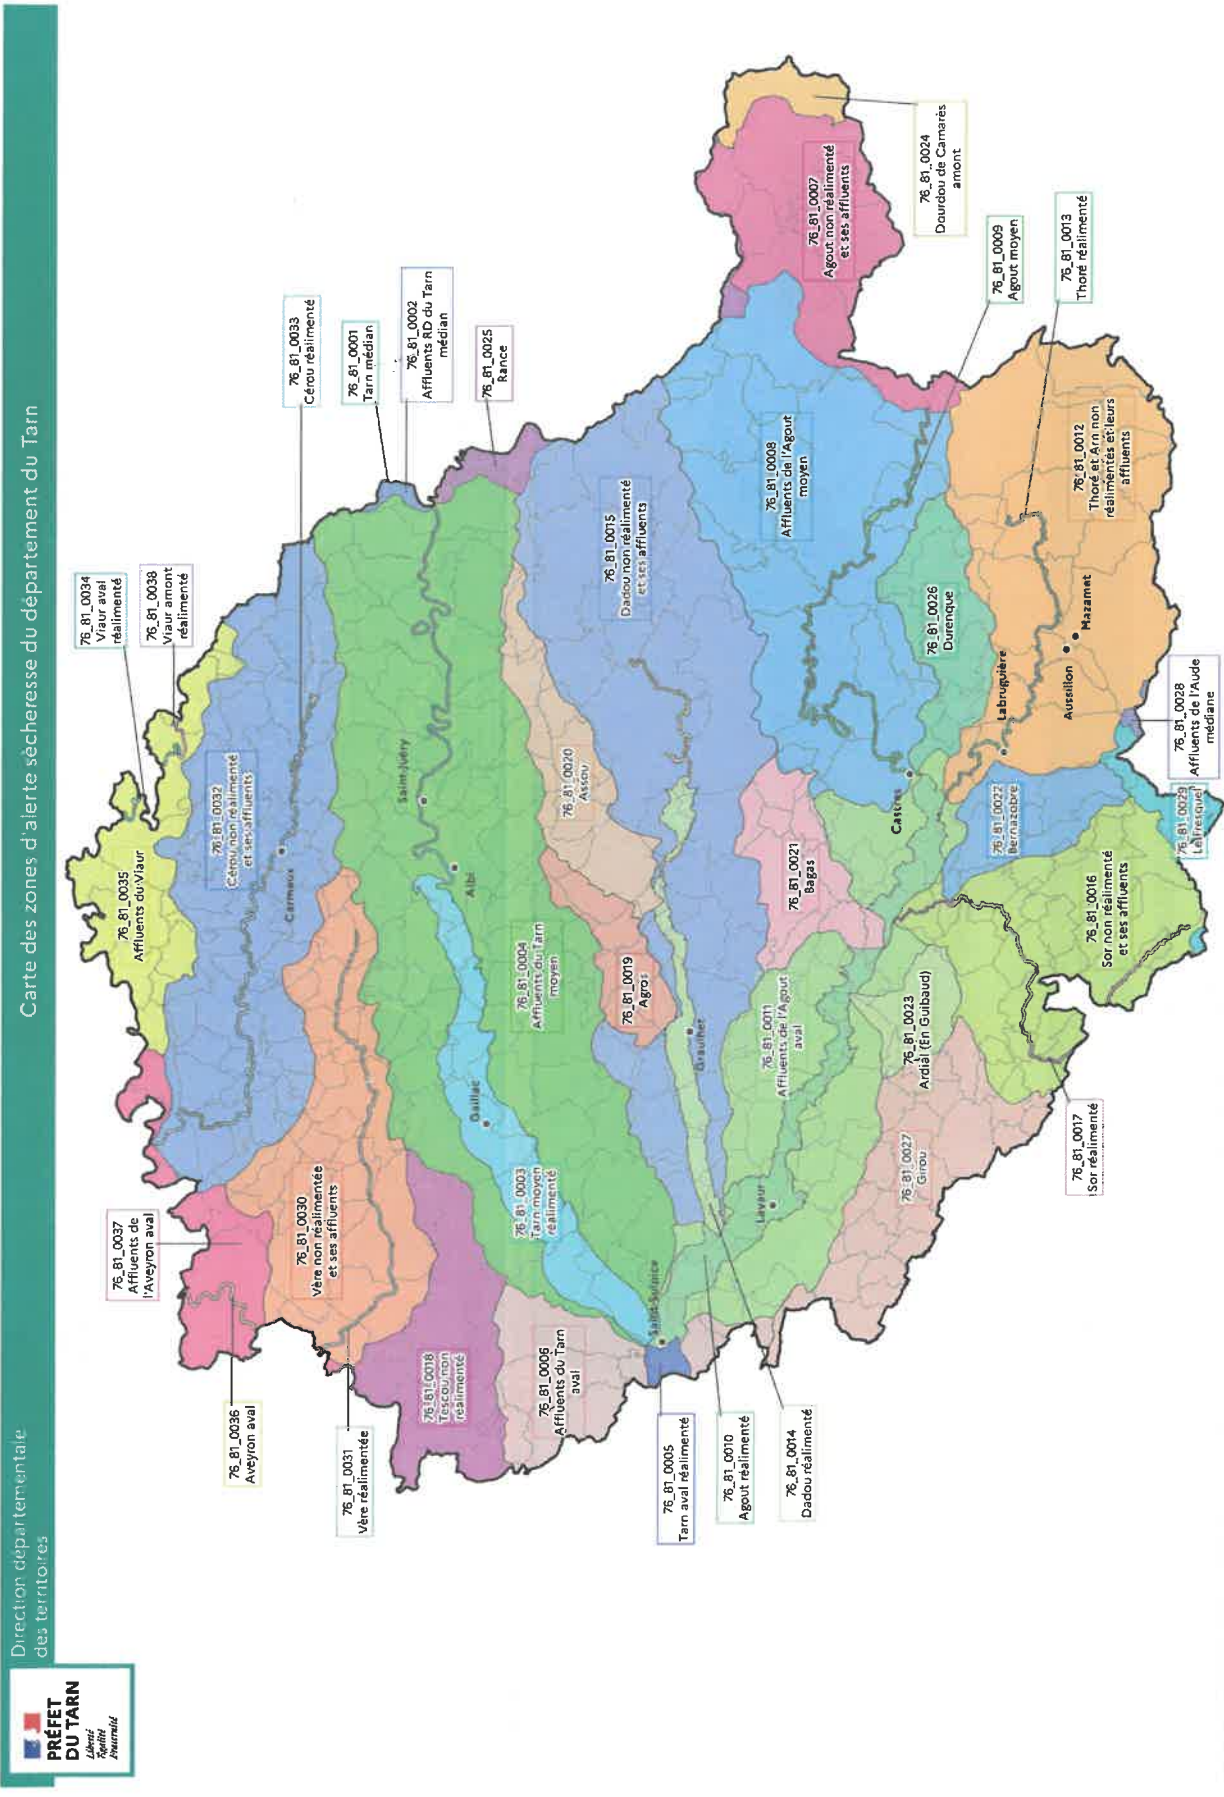 PRÉFET
DU TARN
Liberté
Égalité
Fraternité
Direction départementale
des territoires
Carte des zones d'alerte sècheresse du département du Tarn
76_81_0034
Viaur aval
réalimenté
76_81_0038
Viaur amont
réalimenté
76_81_0035
Affluents du Viaur
76_81_0033
Cérou réalimenté
76_81_0001
Tarn médian
76_81_0002
Affluents RD du Tarn
médian
76_81_0025
Rance
76_81_0037
Affluents de
l'Aveyron aval
76_81_0036
Aveyron aval
76_81_0031
Vère réalimentée
76_81_0032
Cérou non réalimenté
et ses affluents
Carmaux
76_81_0030
Vère non réalimentée
et ses affluents
Saint-Juéry
Albi
76_81_0004
Affluents du Tarn
moyen
Gaillac
76_81_0003
Tarn moyen
réalimenté
76_81_0018
Tescou non
réalimenté
76_81_0006
Affluents du Tarn
aval
Saint-Sulpice
76_81_0005
Tarn aval réalimenté
76_81_0010
Agout réalimenté
76_81_0014
Dadou réalimenté
76_81_0020
Assou
76_81_0019
Agros
76_81_0015
Dadou non réalimenté
et ses affluents
Graulhet
76_81_0021
Bagas
76_81_0011
Affluents de l'Agout
aval
Lavaur
76_81_0008
Affluents de l'Agout
moyen
76_81_0007
Agout non réalimenté
et ses affluents
76_81_0024
Dourdou de Camarès
amont
76_81_0009
Agout moyen
76_81_0013
Thoré réalimenté
Castres
76_81_0026
Durenque
76_81_0023
Ardial (En Guibaud)
76_81_0027
Girou
Labruguière
76_81_0022
Bernazobre
Aussillon
Mazamet
76_81_0012
Thoré et Arn non
réalimentés et leurs
affluents
76_81_0016
Sor non réalimenté
et ses affluents
76_81_0017
Sor réalimenté
76_81_0028
Affluents de l'Aude
médiane
76_81_0029
Le Fresquel